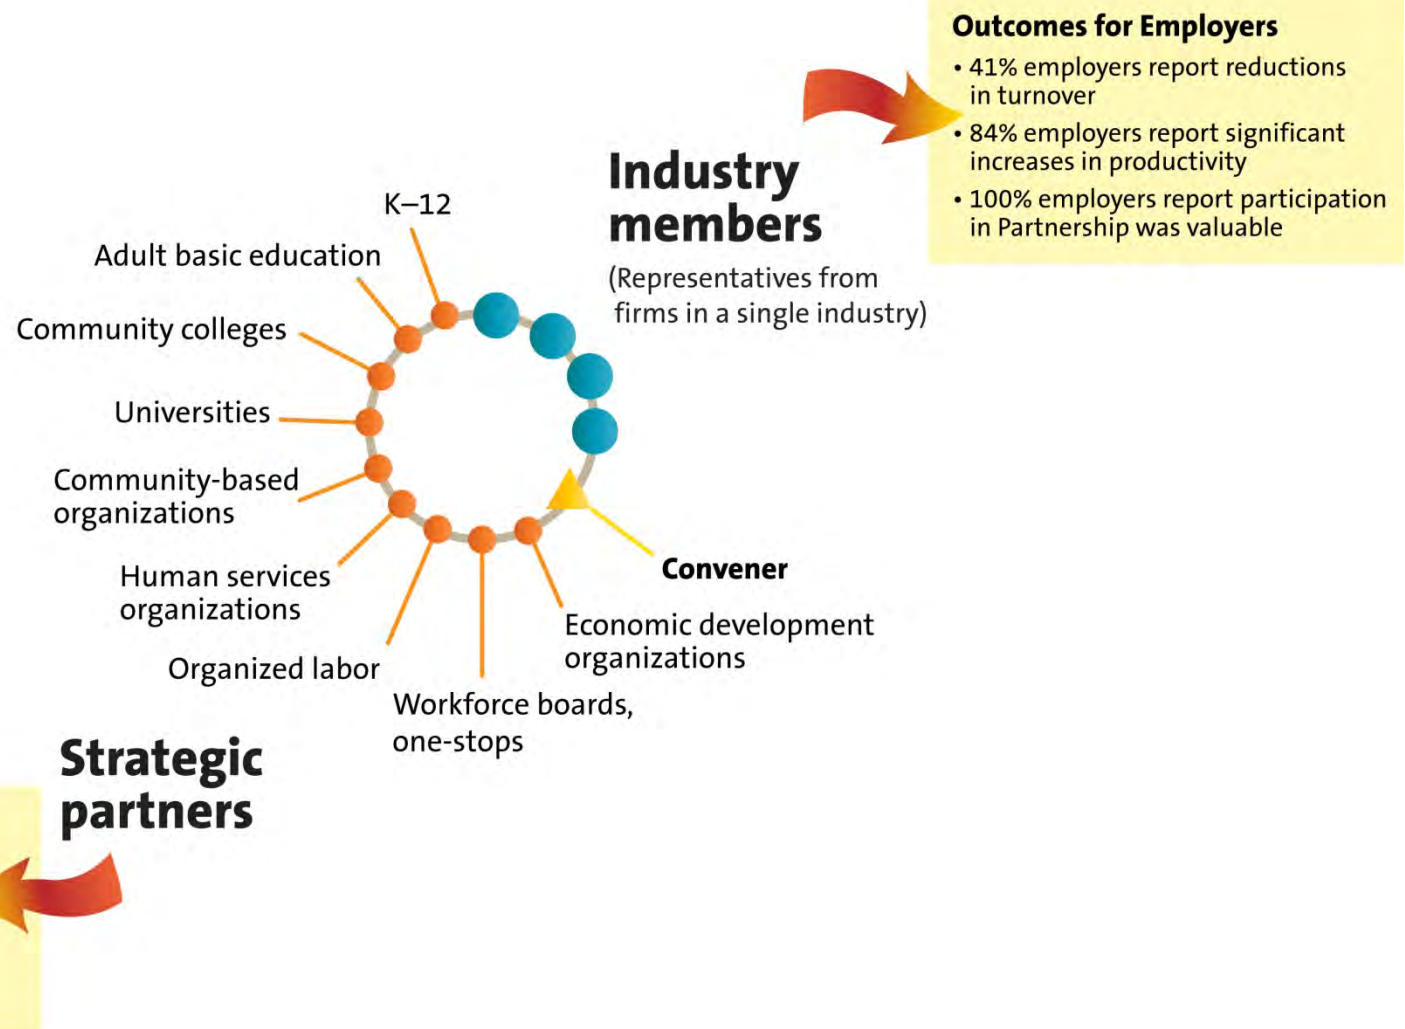 Outcomes for Employers
• 41% employers report reductions
in turnover
• 84% employers report significant
increases in productivity
• 100% employers report participation
in Partnership was valuable
Industry
members
(Representatives from
firms in a single industry)
K–12
Adult basic education
Community colleges
Universities
Community-based
organizations
Human services
organizations
Organized labor
Workforce boards,
one-stops
Economic development
organizations
Convener
Strategic
partners